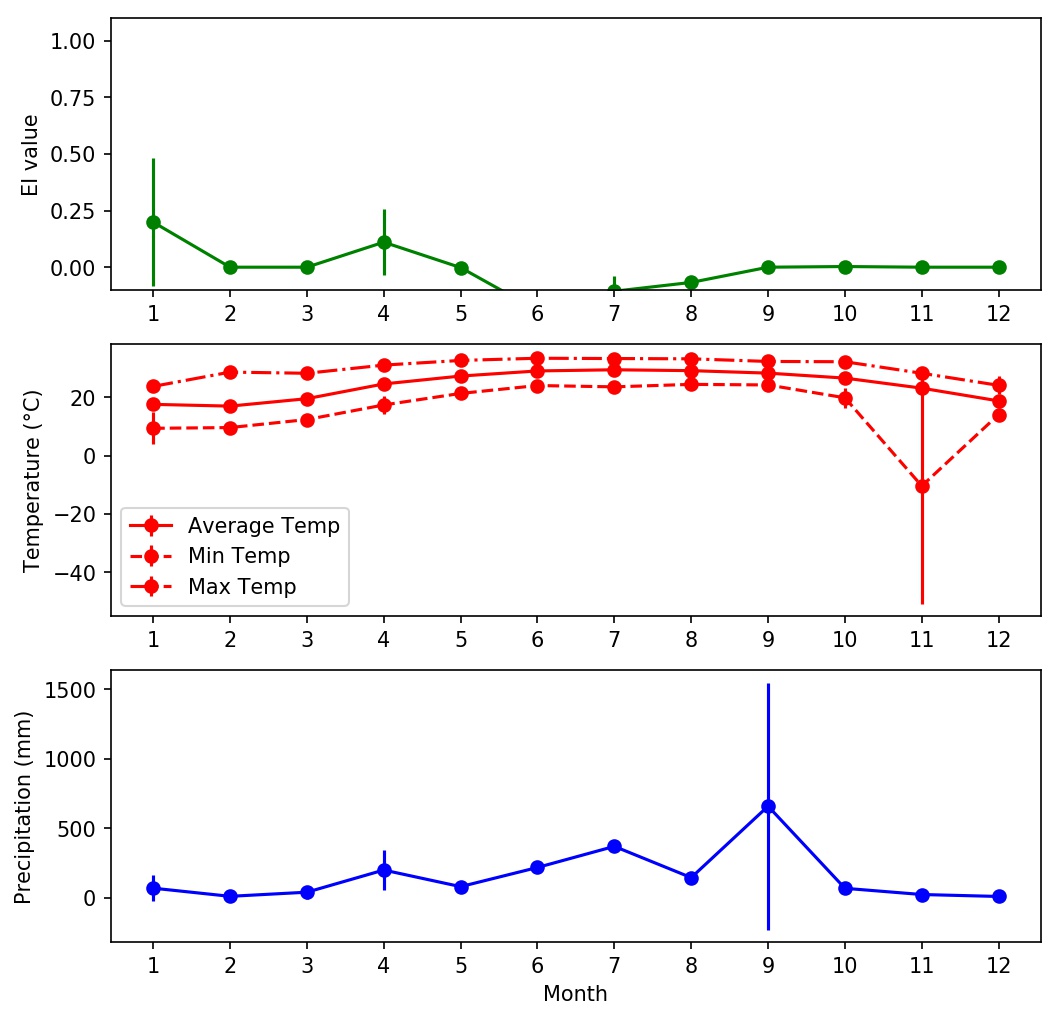 1.00
0.75
0.50
0.25
0.00
EI value
1 2 3 4 5 6 7 8 9 10 11 12
20
0
−20
−40
Temperature (°C)
Average Temp
Min Temp
Max Temp
1 2 3 4 5 6 7 8 9 10 11 12
1500
1000
500
0
Precipitation (mm)
1 2 3 4 5 6 7 8 9 10 11 12
Month